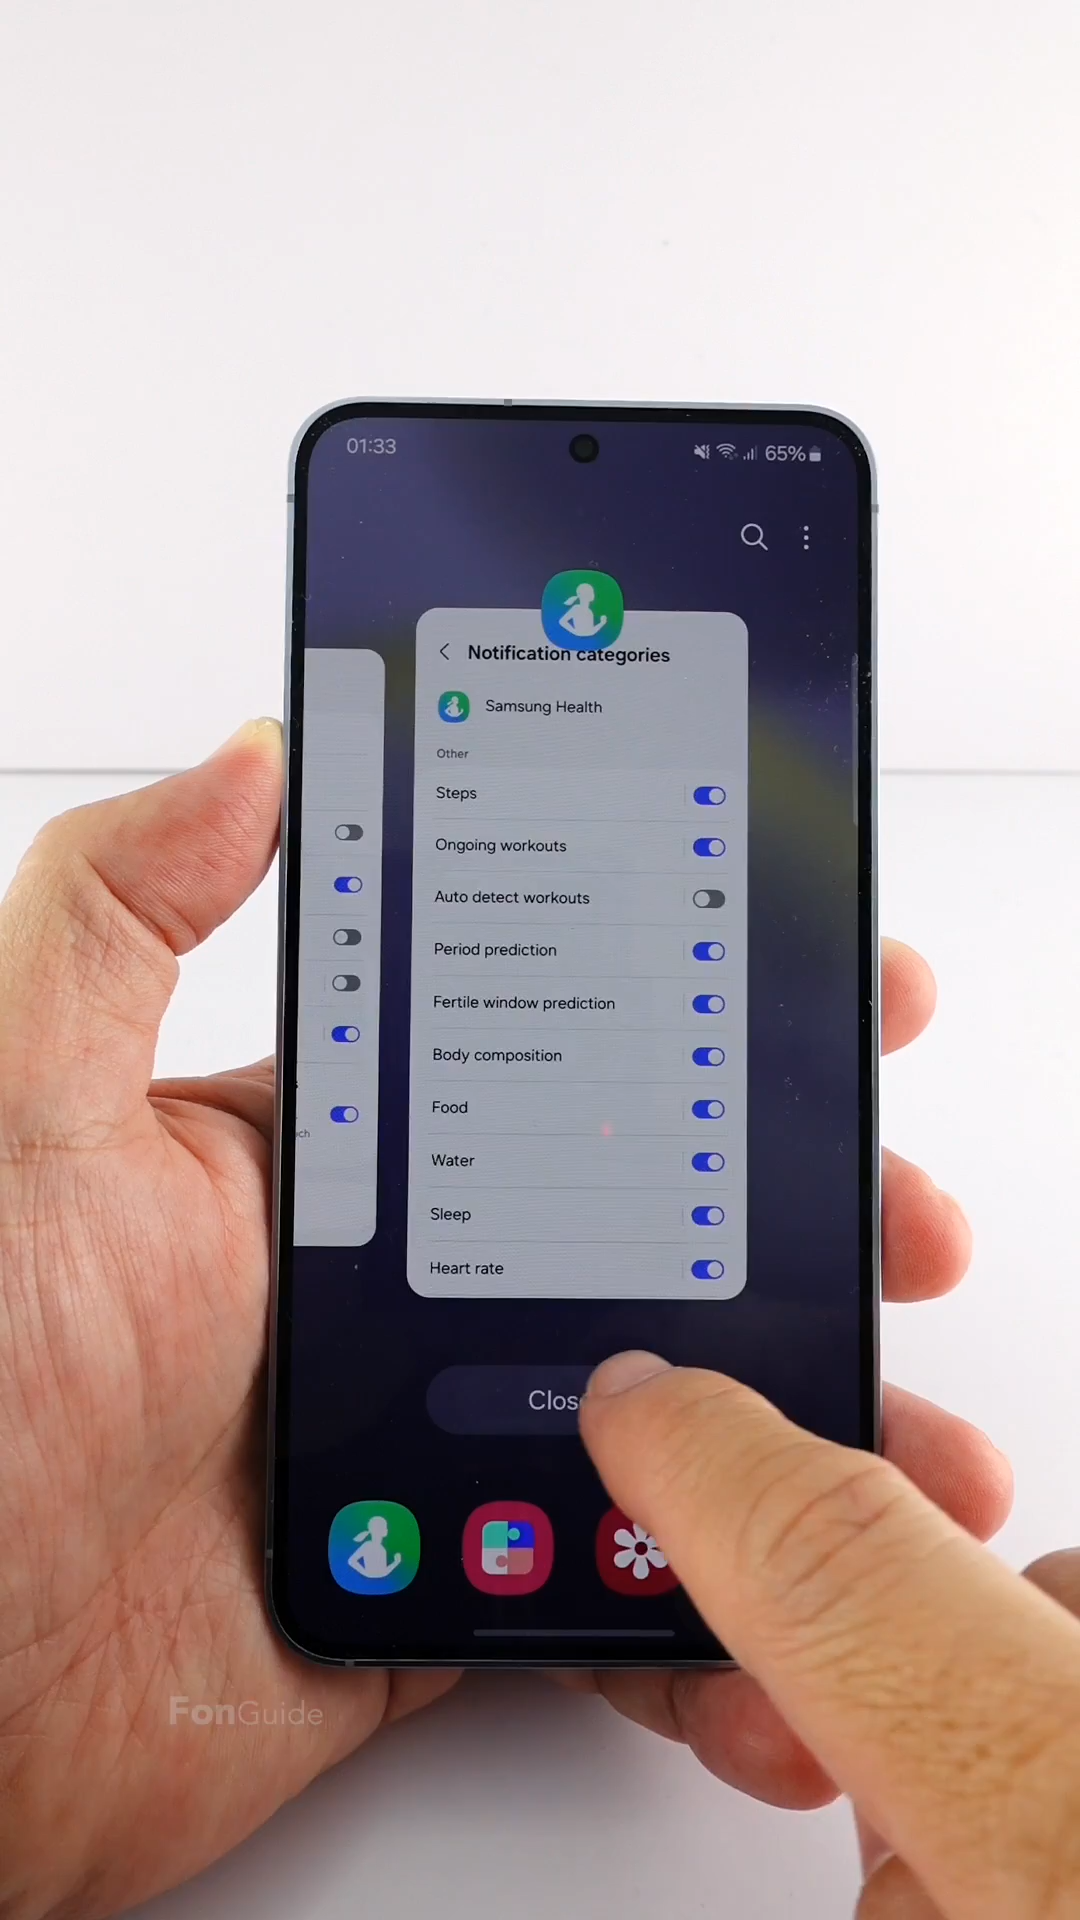 01:33
65%
Notification categories
Samsung Health
Other
Steps
Ongoing workouts
Auto detect workouts
Period prediction
Fertile window prediction
Body composition
Food
Water
Sleep
Heart rate
Clos
FonGuide